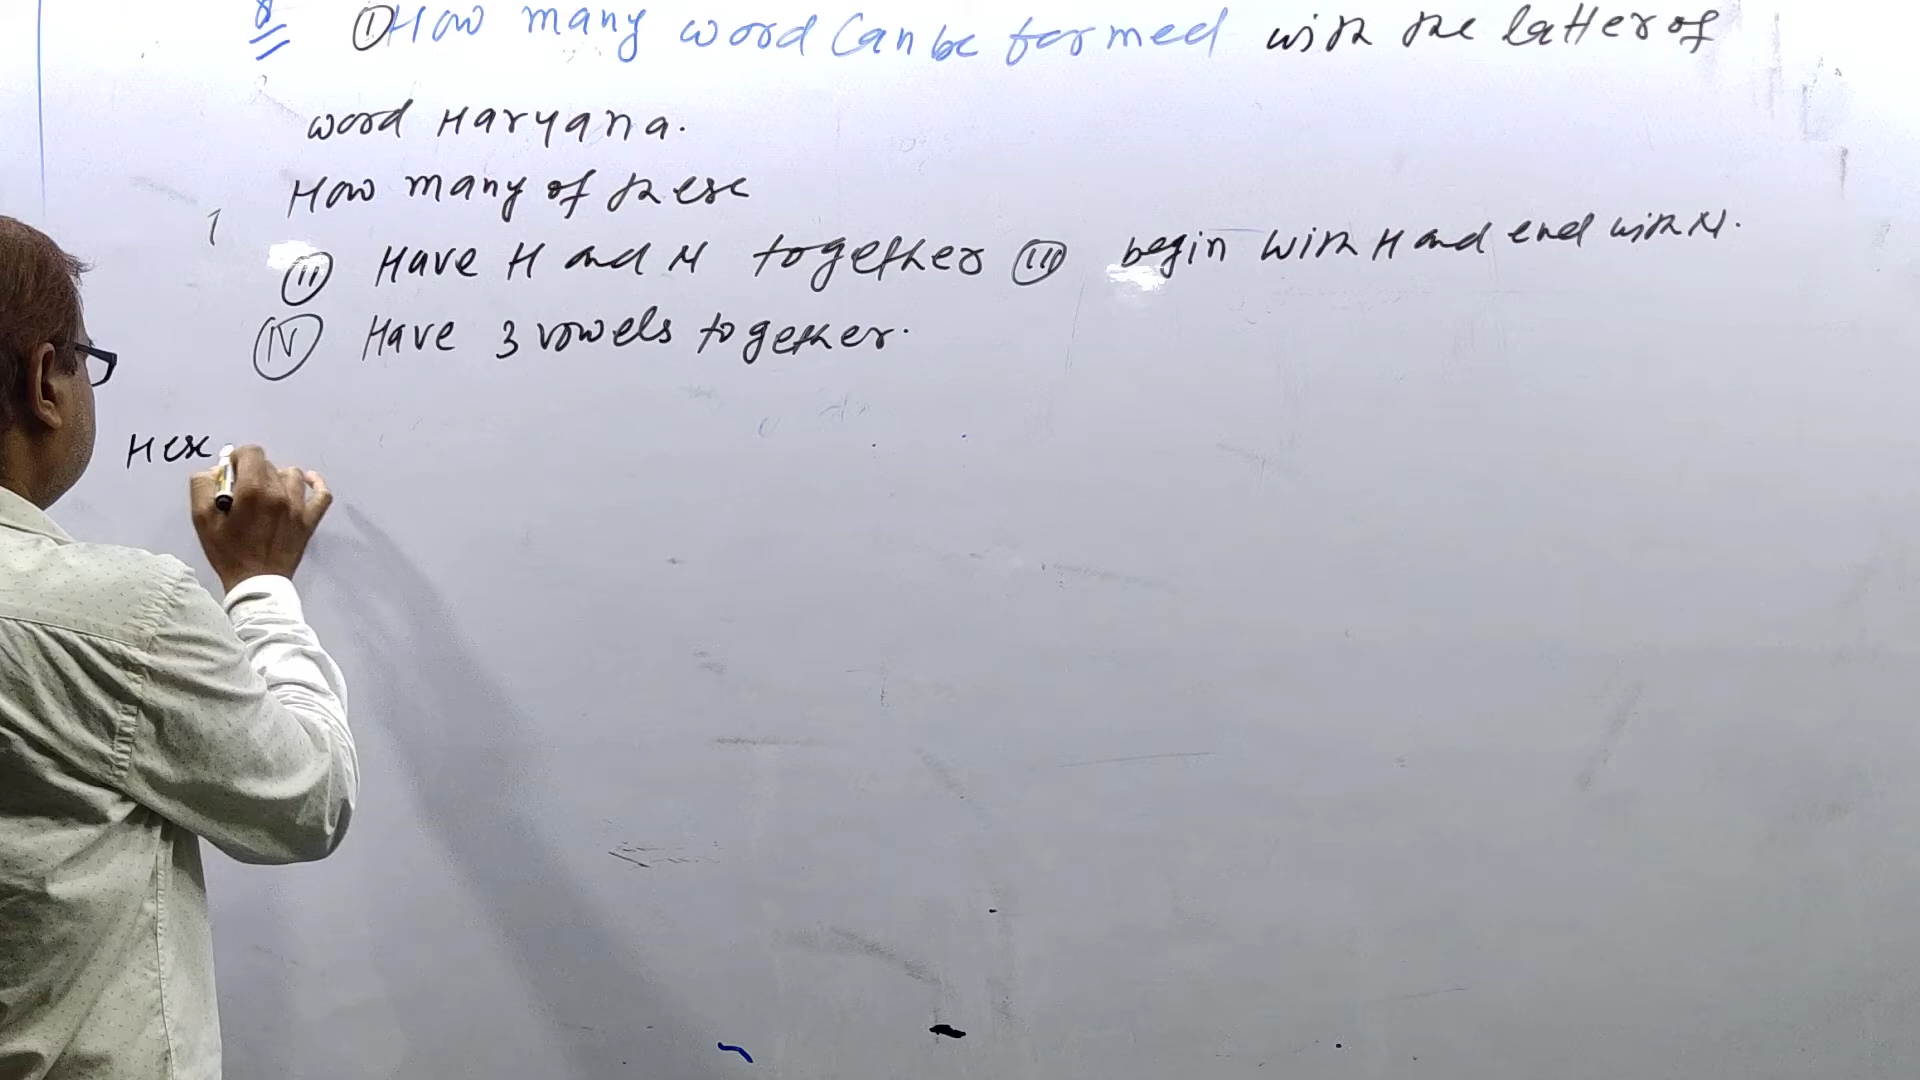 Q (I) How many word can be formed with the latter of
word Haryana.
How many of these
(II) Have H and N together (III) begin with H and end with N.
(IV) Have 3 vowels together.
Here